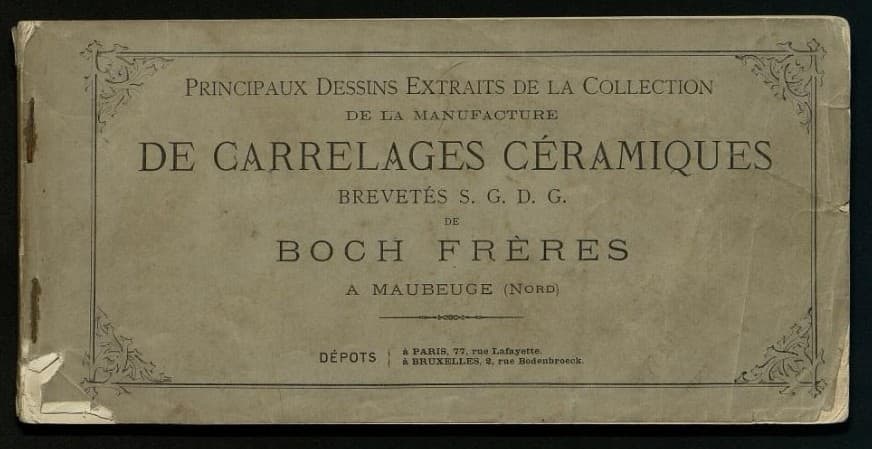 PRINCIPAUX DESSINS EXTRAITS DE LA COLLECTION
DE LA MANUFACTURE
DE CARRELAGES CÉRAMIQUES
BREVETÉS S. G. D. G.
DE
BOCH FRÈRES
A MAUBEUGE (NORD)
DÉPOTS
à PARIS, 77, rue Lafayette.
à BRUXELLES, 2, rue Bodenbroeck.